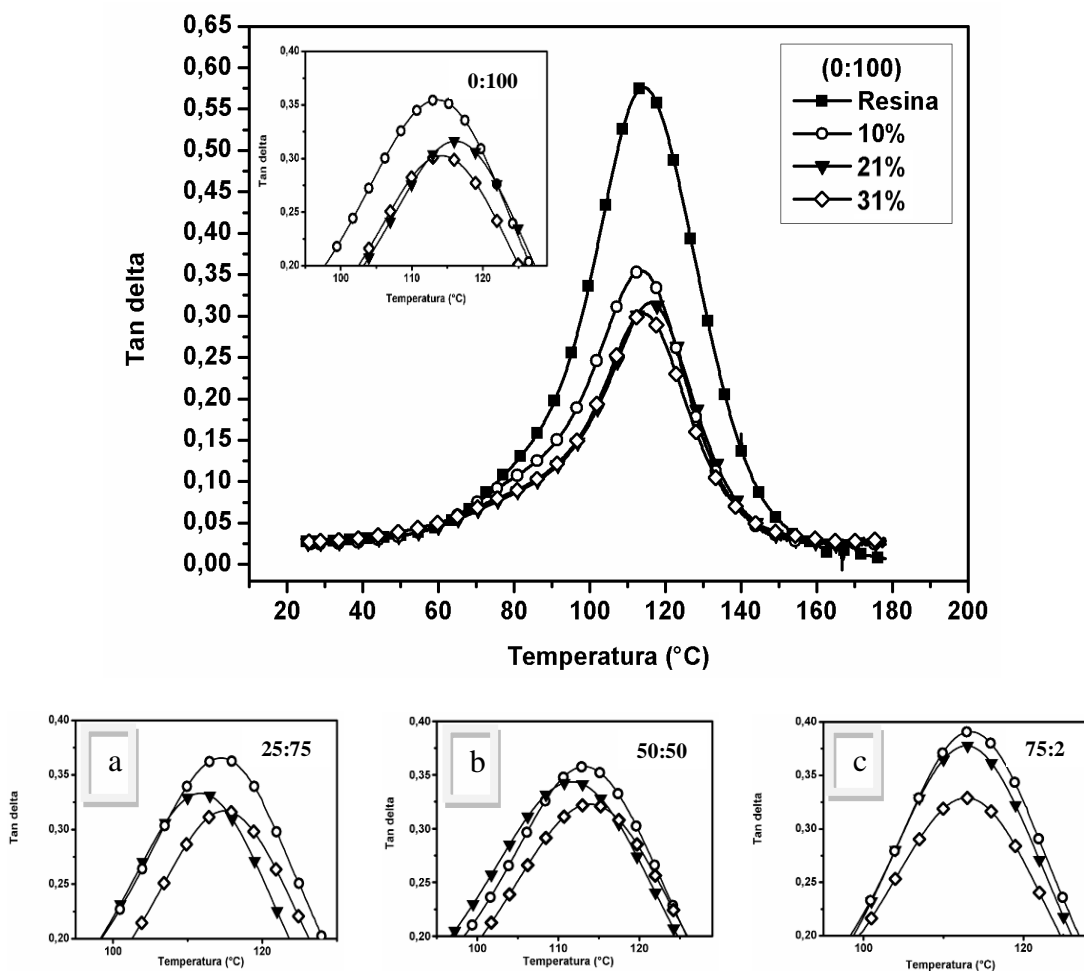 0,65
0,60
0,55
0,50
0,45
0,40
0,35
0,30
0,25
0,20
0,15
0,10
0,05
0,00
Tan delta
20 40 60 80 100 120 140 160 180 200
Temperatura (°C)
(0:100)
Resina
10%
21%
31%
0:100
0,40
0,35
0,30
0,25
0,20
Tan delta
100 110 120
Temperatura (°C)
a
25:75
0,40
0,35
0,30
0,25
0,20
Tan delta
100 120
Temperatura (°C)
b
50:50
0,40
0,35
0,30
0,25
0,20
Tan delta
100 120
Temperatura (°C)
c
75:2
0,40
0,35
0,30
0,25
0,20
Tan delta
100 120
Temperatura (°C)